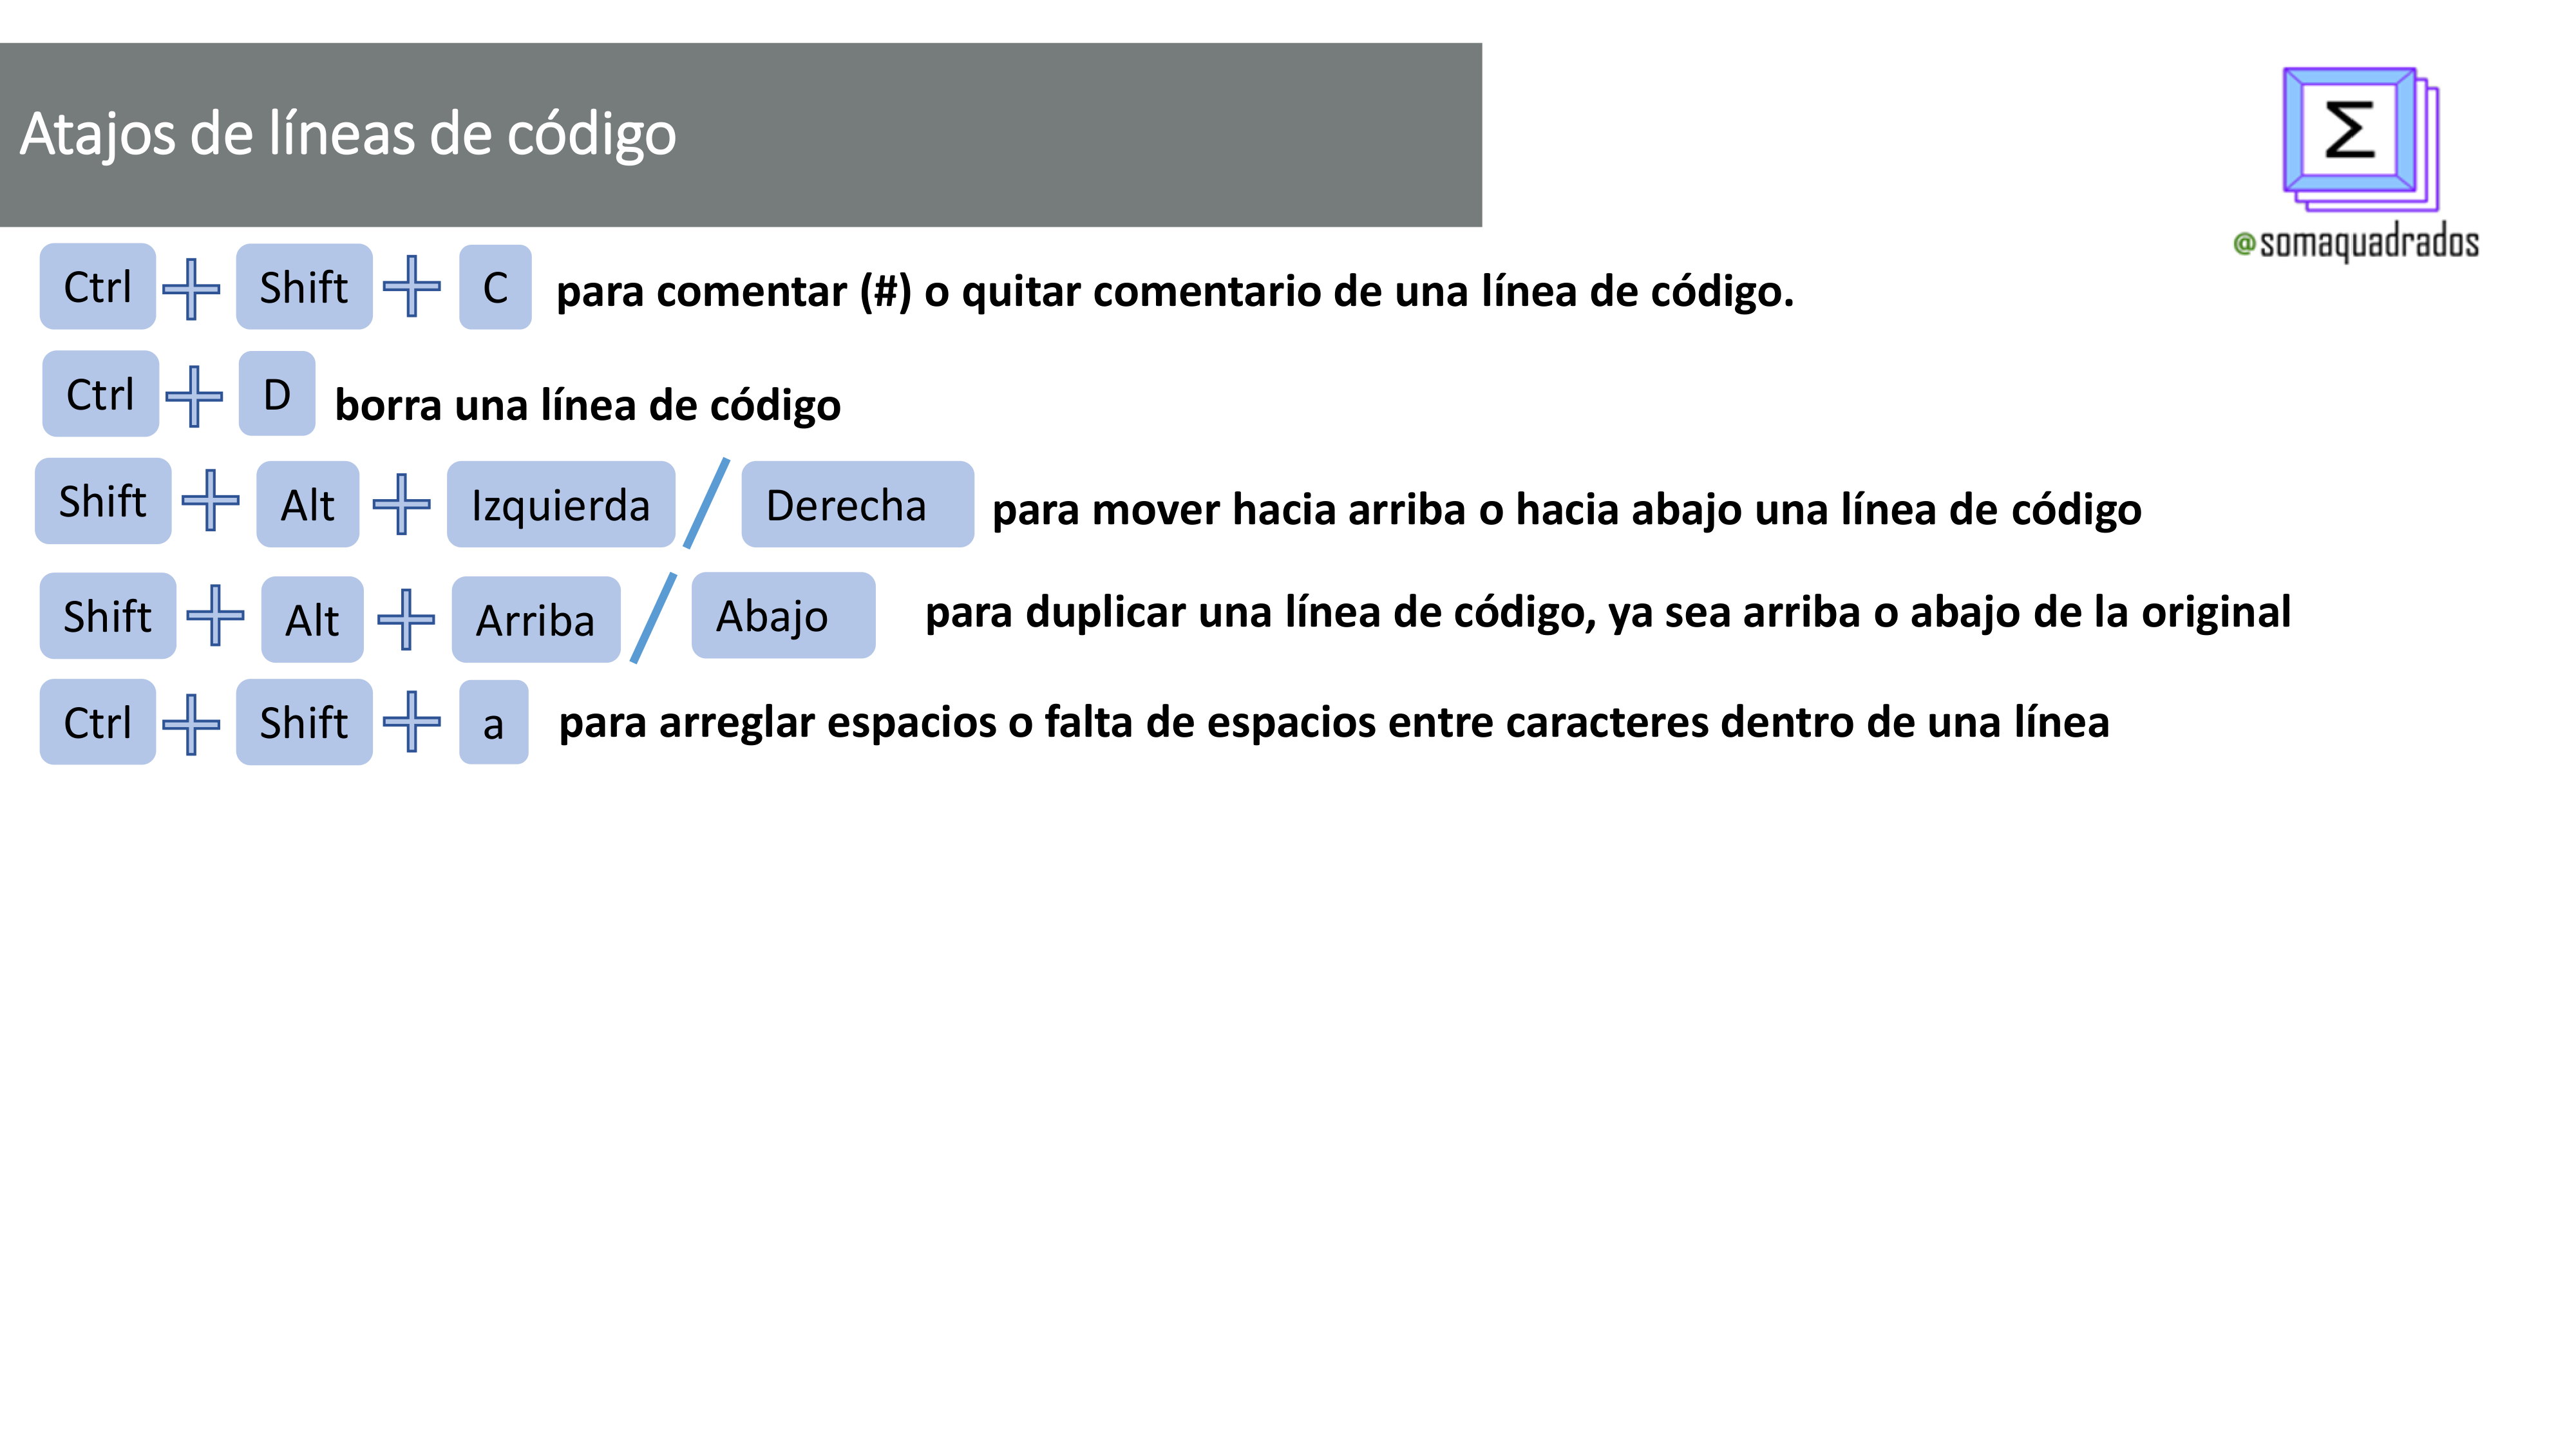 Atajos de líneas de código
Σ
@somaquadrados
Ctrl + Shift + C para comentar (#) o quitar comentario de una línea de código.
Ctrl + D borra una línea de código
Shift + Alt + Izquierda / Derecha para mover hacia arriba o hacia abajo una línea de código
Shift + Alt + Arriba / Abajo para duplicar una línea de código, ya sea arriba o abajo de la original
Ctrl + Shift + a para arreglar espacios o falta de espacios entre caracteres dentro de una línea